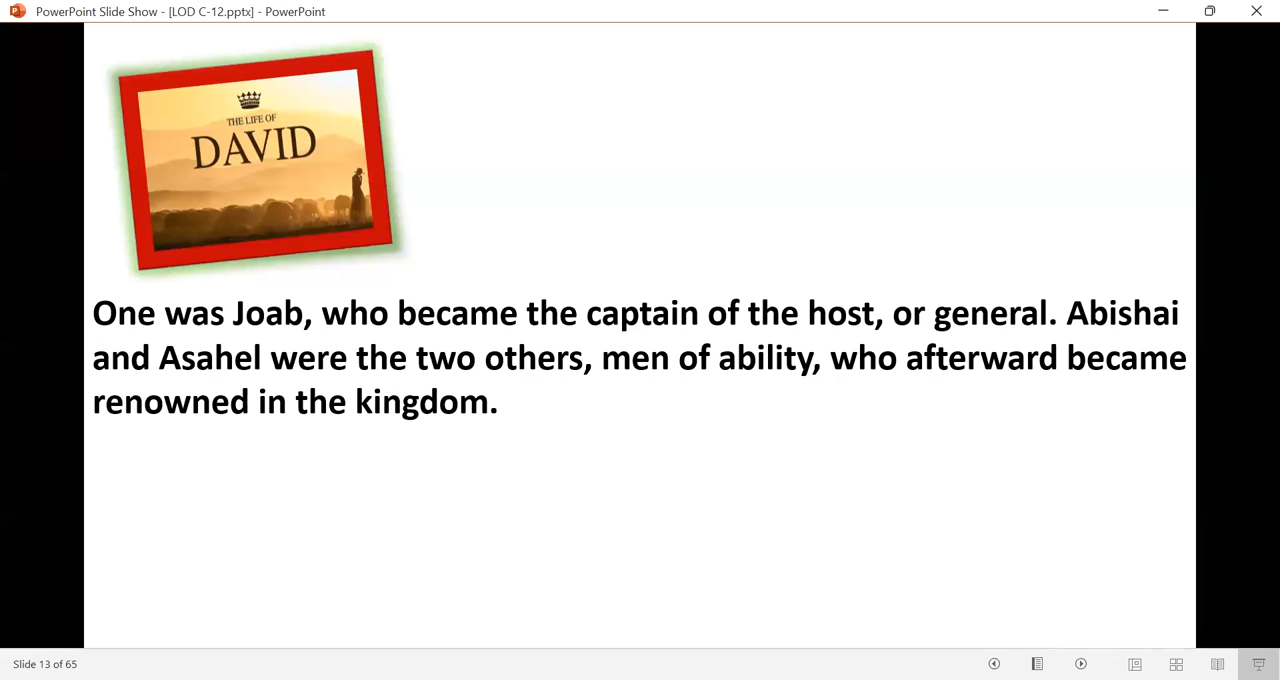 PowerPoint Slide Show - [LOD C-12.pptx] - PowerPoint
THE LIFE OF
DAVID
One was Joab, who became the captain of the host, or general. Abishai
and Asahel were the two others, men of ability, who afterward became
renowned in the kingdom.
Slide 13 of 65